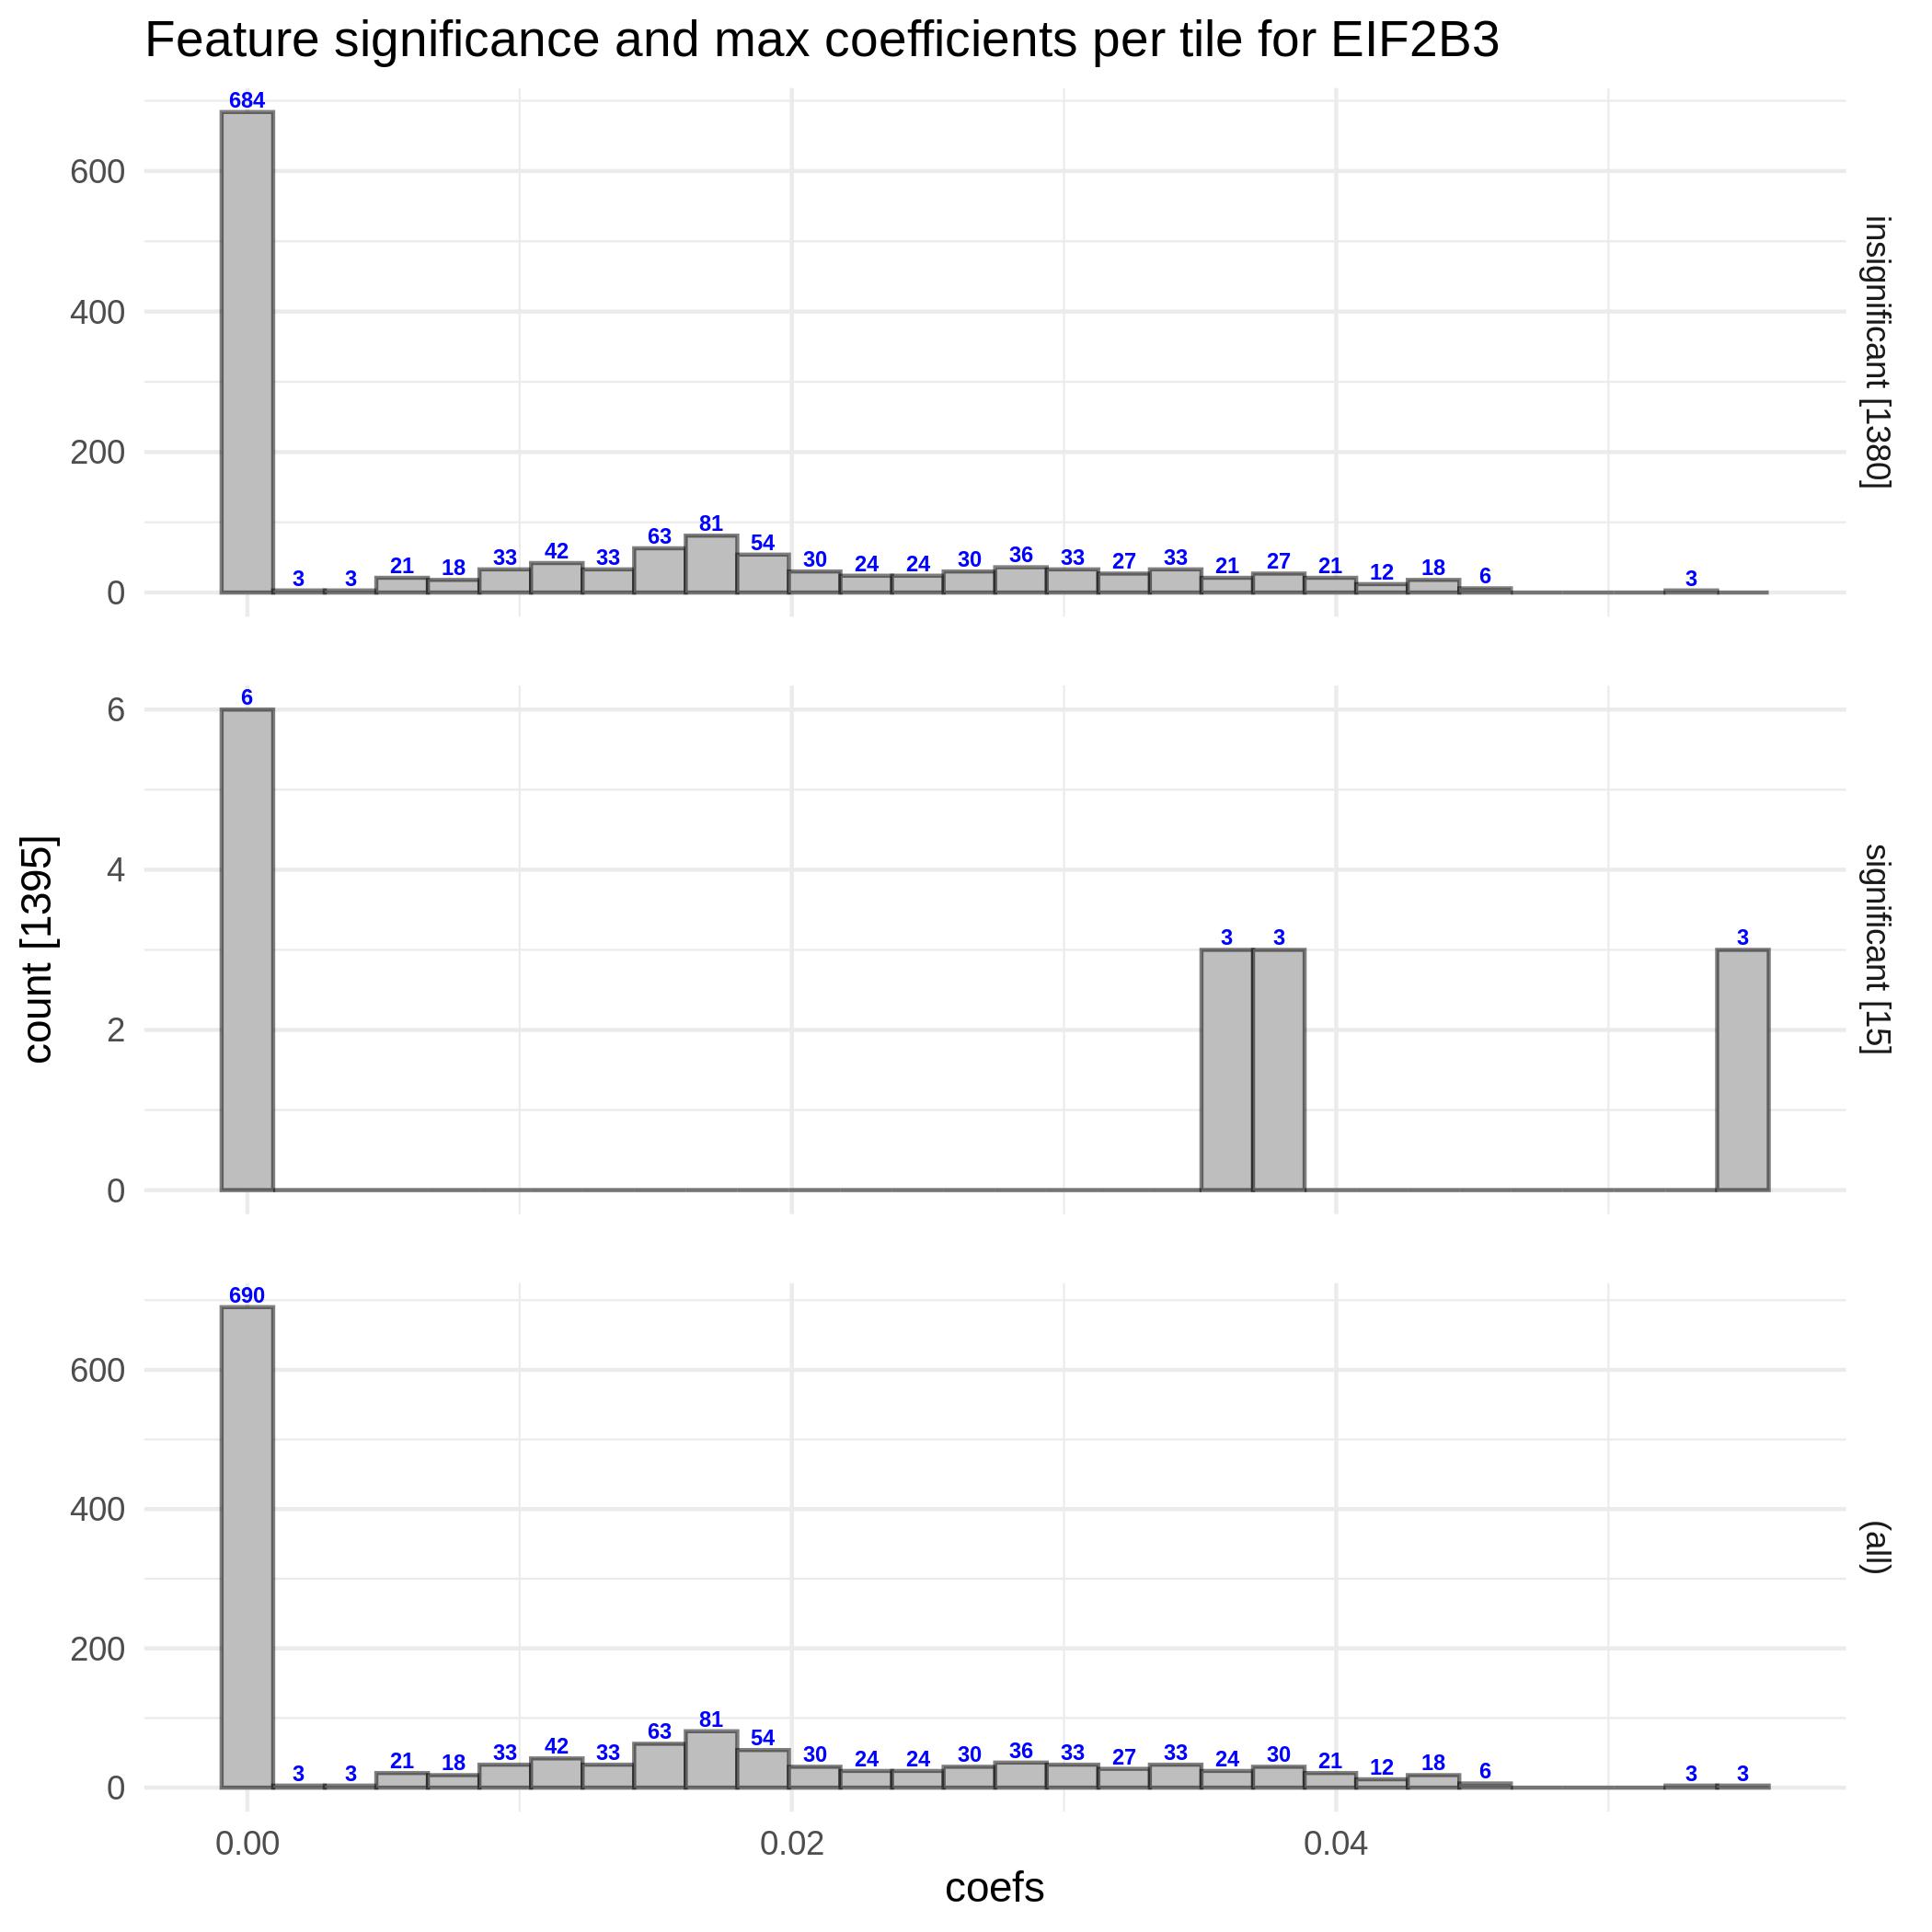 Feature significance and max coefficients per tile for EIF2B3
684 3 3 21 18 33 42 33 63 81 54 30 24 24 30 36 33 27 33 21 27 21 12 18 6 3
600
400
200
0
insignificant [1380]
6 3 3 3
6
4
2
0
significant [15]
count [1395]
690 3 3 21 18 33 42 33 63 81 54 30 24 24 30 36 33 27 33 24 30 21 12 18 6 3 3
600
400
200
0
(all)
0.00 0.02 0.04
coefs